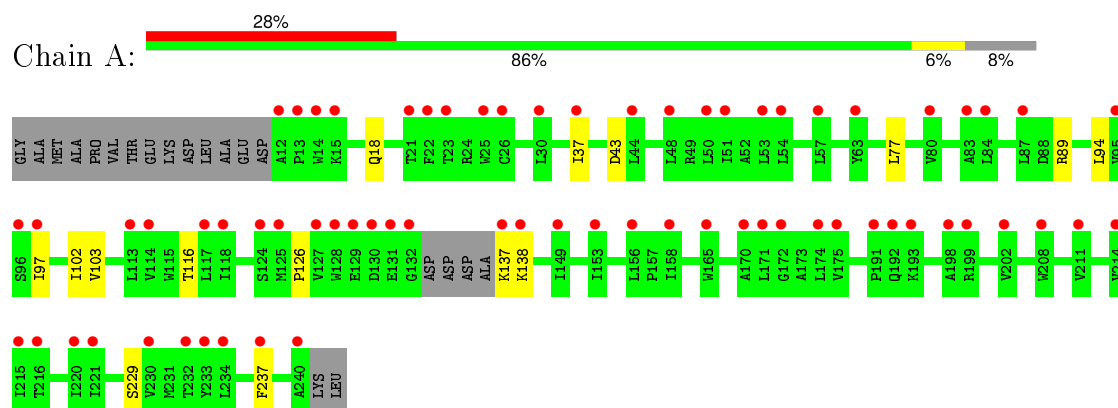 28%
Chain A:
86% 6% 8%
GLY ALA MET ALA PRO VAL THR GLU LYS ASP LEU ALA GLU ASP A12 P13 W14 K15 Q18 T21 F22 T23 R24 W25 C26 L30 I37 D43 L44 L48 R49 L50 I51 A52 L53 L54 L57 Y63 L77 V80 A83 L84 L87 D88 R89 L94
S96 I97 I102 V103 L113 V114 W115 T116 L117 I118 S124 M125 P126 V127 W128 E129 D130 E131 G132 ASP ASP ASP ALA K137 K138 I149 I153 L156 P157 I158 W165 A170 L171 G172 A173 L174 V175 P191 Q192 K193 A198 R199 V202 W208 V211
I215 T216 I220 I221 S229 V230 M231 T232 Y233 L234 F237 A240 LYS LEU